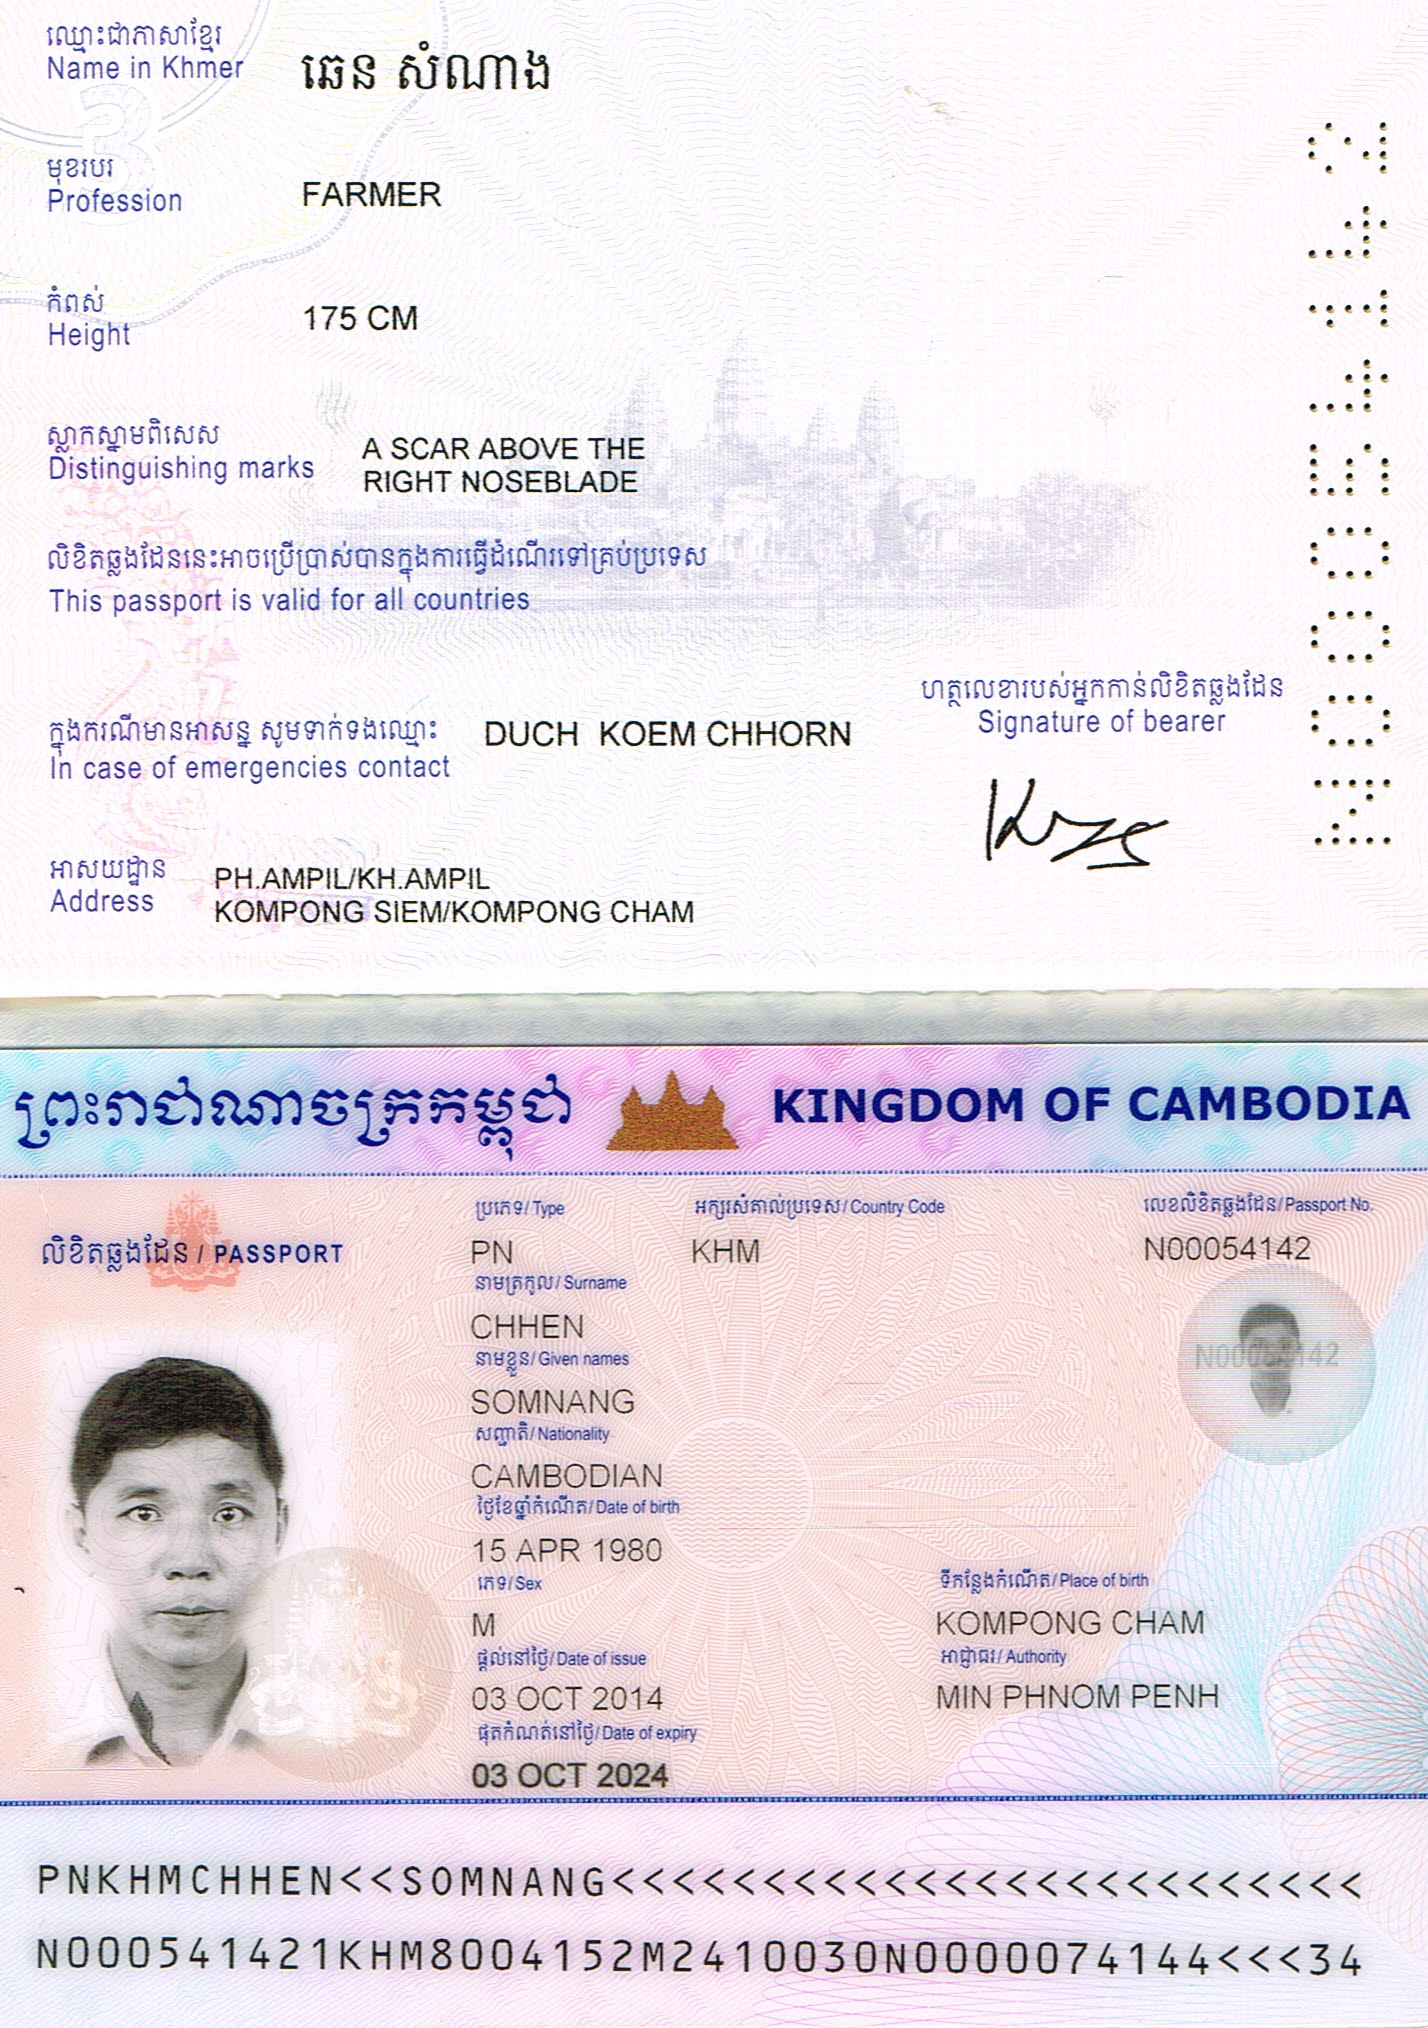 ឈ្មោះជាភាសាខ្មែរ
Name in Khmer
ឆេន សំណាង
មុខរបរ
Profession
FARMER
កំពស់
Height
175 CM
ស្លាកស្នាមពិសេស
Distinguishing marks
A SCAR ABOVE THE
RIGHT NOSEBLADE
លិខិតឆ្លងដែននេះអាចប្រើប្រាស់បានក្នុងការធ្វើដំណើរទៅគ្រប់ប្រទេស
This passport is valid for all countries
ហត្ថលេខារបស់អ្នកកាន់លិខិតឆ្លងដែន
Signature of bearer
ក្នុងករណីមានអាសន្ន សូមទាក់ទងឈ្មោះ
In case of emergencies contact
DUCH KOEM CHHORN
អាសយដ្ឋាន
Address
PH.AMPIL/KH.AMPIL
KOMPONG SIEM/KOMPONG CHAM
N00054142
ព្រះរាជាណាចក្រកម្ពុជា KINGDOM OF CAMBODIA
លិខិតឆ្លងដែន / PASSPORT
ប្រភេទ/Type អក្សរសំគាល់ប្រទេស/Country Code លេខលិខិតឆ្លងដែន/Passport No.
PN KHM N00054142
នាមត្រកូល/Surname
CHHEN
នាមខ្លួន/Given names
SOMNANG
N00054142
សញ្ជាតិ/Nationality
CAMBODIAN
ថ្ងៃខែឆ្នាំកំណើត/Date of birth
15 APR 1980
ភេទ/Sex ទីកន្លែងកំណើត/Place of birth
M KOMPONG CHAM
ផ្តល់នៅថ្ងៃ/Date of issue អាជ្ញាធរ/Authority
03 OCT 2014 MIN PHNOM PENH
ផុតកំណត់នៅថ្ងៃ/Date of expiry
03 OCT 2024
PNKHMCHHEN<<SOMNANG<<<<<<<<<<<<<<<<<<<<<<<<<
N000541421KHM8004152M2410030N0000074144<<<34